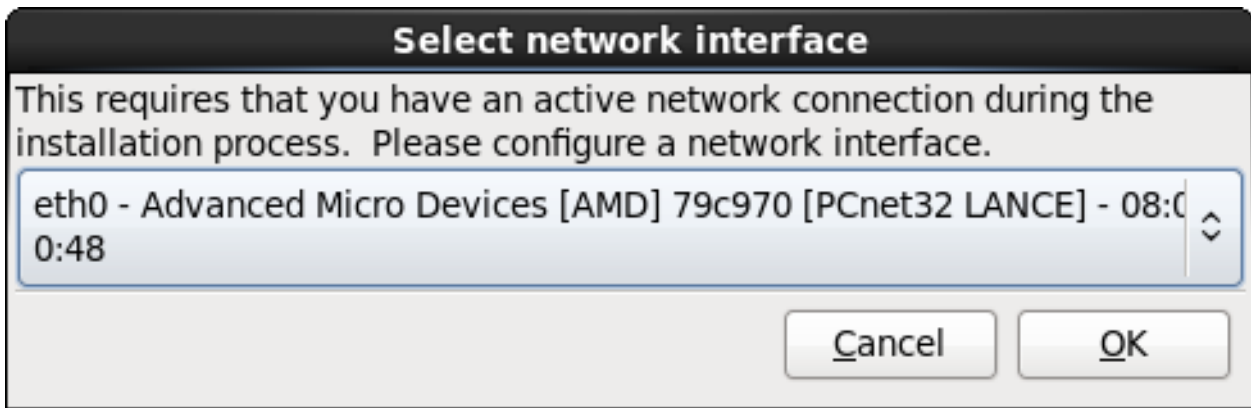 Select network interface
This requires that you have an active network connection during the
installation process.  Please configure a network interface.
eth0 - Advanced Micro Devices [AMD] 79c970 [PCnet32 LANCE] - 08:
0:48
Cancel
OK